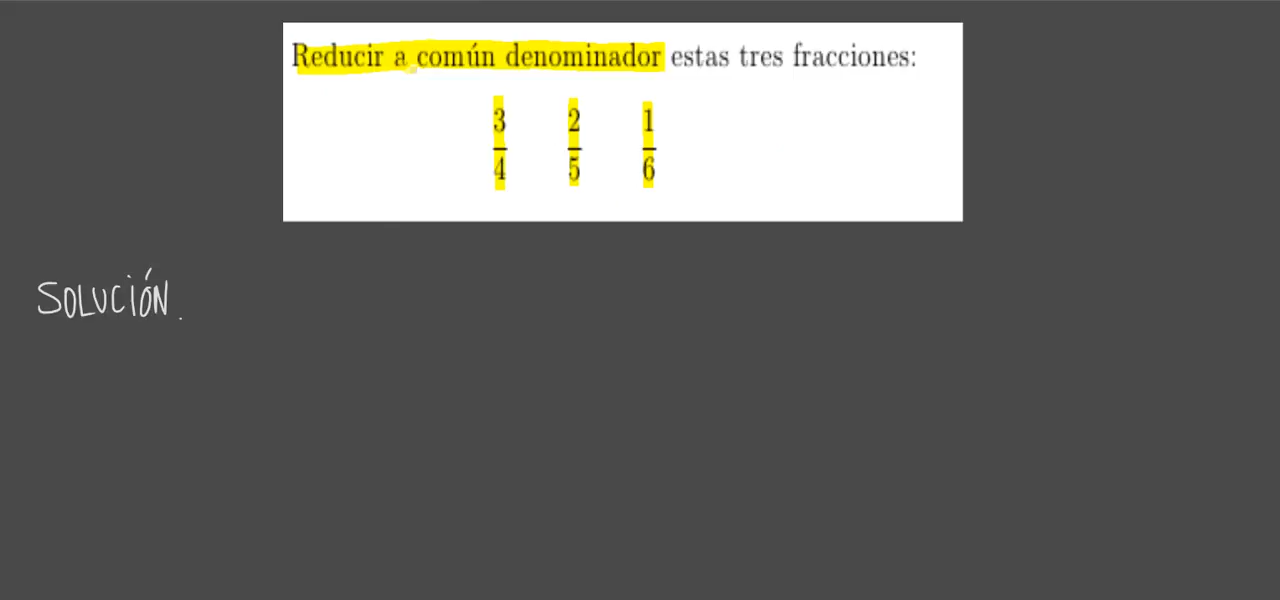 Reducir a común denominador estas tres fracciones:
3/4 2/5 1/6
SOLUCIÓN.